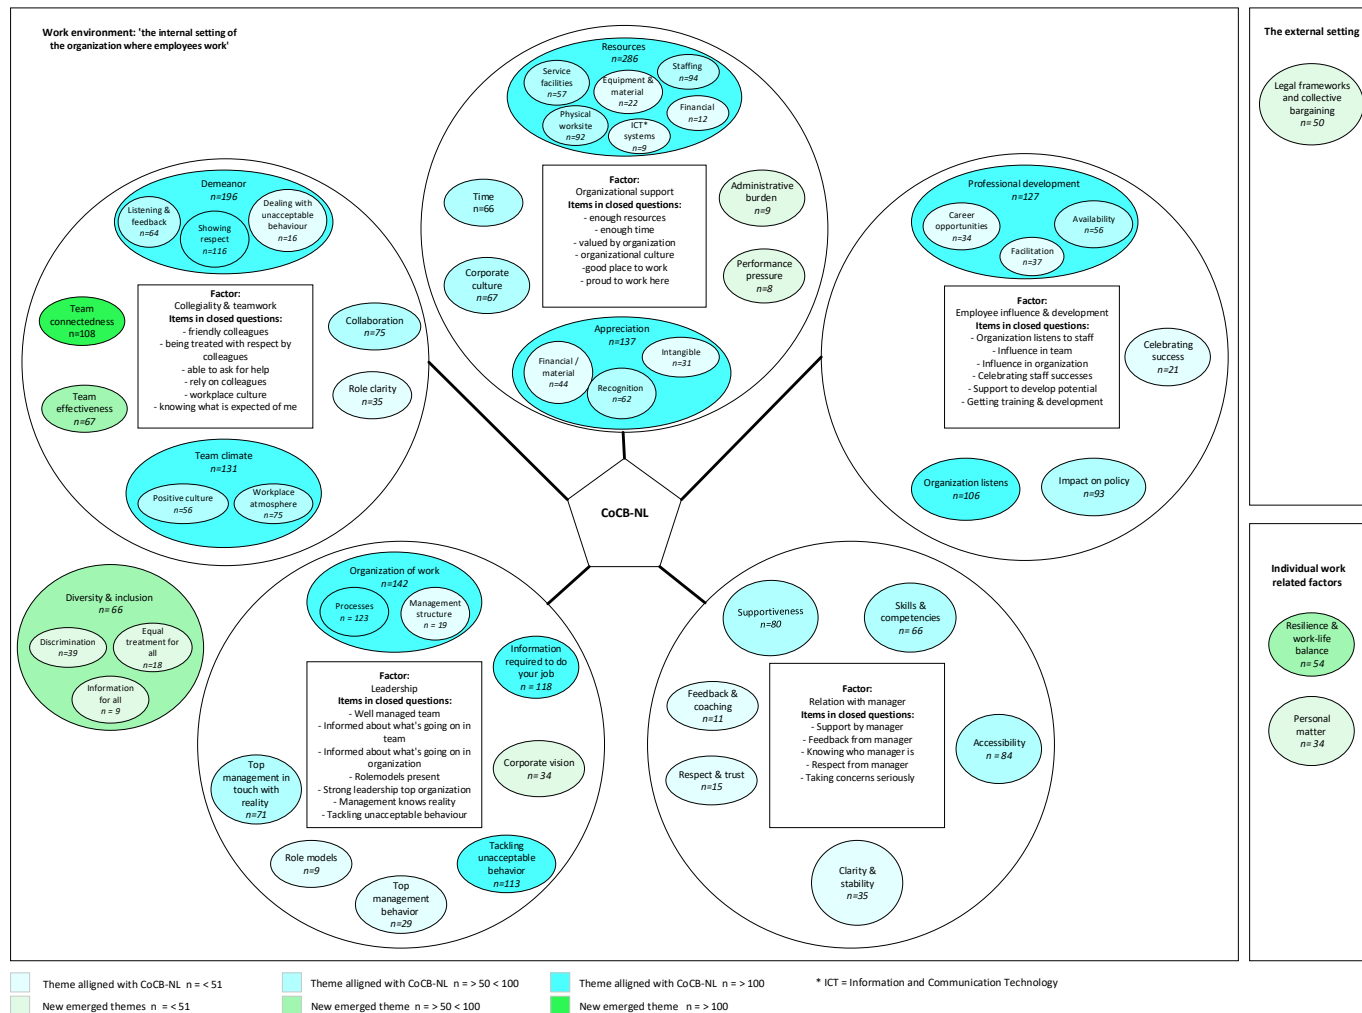 Work environment: 'the internal setting of
the organization where employees work'
The external setting
Legal frameworks
and collective
bargaining
n= 50
Individual work
related factors
Resilience &
work-life
balance
n= 54
Personal
matter
n= 34
Resources
n=286
Service
facilities
n=57
Equipment &
material
n=22
Staffing
n=94
Physical
worksite
n=92
ICT*
systems
n=9
Financial
n=12
Time
n=66
Corporate
culture
n=67
Factor:
Organizational support
Items in closed questions:
- enough resources
- enough time
- valued by organization
- organizational culture
-good place to work
- proud to work here
Administrative
burden
n=9
Performance
pressure
n=8
Appreciation
n=137
Financial /
material
n=44
Recognition
n=62
Intangible
n=31
Demeanor
n=196
Listening &
feedback
n=64
Showing
respect
n=116
Dealing with
unacceptable
behaviour
n=16
Team
connectedness
n=108
Team
effectiveness
n=67
Factor:
Collegiality & teamwork
Items in closed questions:
- friendly colleagues
- being treated with respect by
colleagues
- able to ask for help
- rely on colleagues
- workplace culture
- knowing what is expected of me
Collaboration
n=75
Role clarity
n=35
Team climate
n=131
Positive culture
n=56
Workplace
atmosphere
n=75
Professional development
n=127
Career
opportunities
n=34
Facilitation
n=37
Availability
n=56
Factor:
Employee influence & development
Items in closed questions:
- Organization listens to staff
- Influence in team
- Influence in organization
- Celebrating staff successes
- Support to develop potential
- Getting training & development
Celebrating
success
n=21
Organization listens
n=106
Impact on policy
n=93
CoCB-NL
Diversity & inclusion
n= 66
Discrimination
n=39
Equal
treatment for
all
n=18
Information
for all
n = 9
Organization of work
n=142
Processes
n = 123
Management
structure
n = 19
Information
required to do
your job
n = 118
Factor:
Leadership
Items in closed questions:
- Well managed team
- Informed about what's going on in
team
- Informed about what's going on in
organization
- Rolemodels present
- Strong leadership top organization
- Management knows reality
- Tackling unacceptable behaviour
Corporate vision
n= 34
Top
management in
touch with
reality
n=71
Role models
n=9
Top
management
behavior
n=29
Tackling
unacceptable
behavior
n=113
Supportiveness
n=80
Skills &
competencies
n= 66
Feedback &
coaching
n=11
Respect & trust
n=15
Factor:
Relation with manager
Items in closed questions:
- Support by manager
- Feedback from manager
- Knowing who manager is
- Respect from manager
- Taking concerns seriously
Accessibility
n= 84
Clarity &
stability
n=35
Theme alligned with CoCB-NL n = < 51
Theme alligned with CoCB-NL n = > 50 < 100
Theme alligned with CoCB-NL n = > 100
* ICT = Information and Communication Technology
New emerged themes n = < 51
New emerged theme n = > 50 < 100
New emerged theme n = > 100